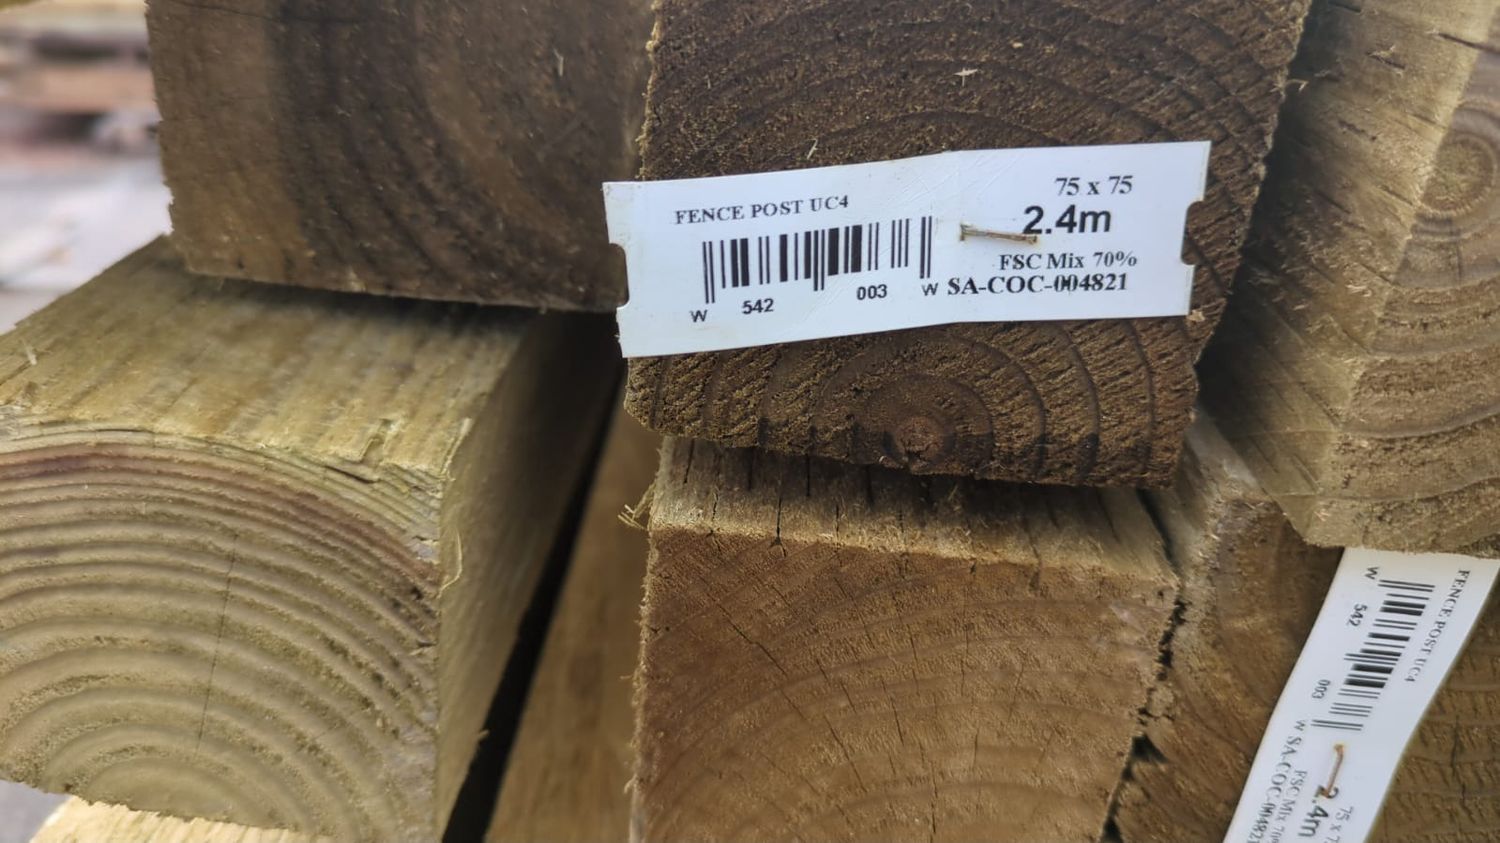 FENCE POST UC4
W 542 003 W
75 x 75
2.4m
FSC Mix 70%
SA-COC-004821
FENCE POST UC4
W 542 003 W
75 x
2.4m
FSC Mix
SA-COC-004821